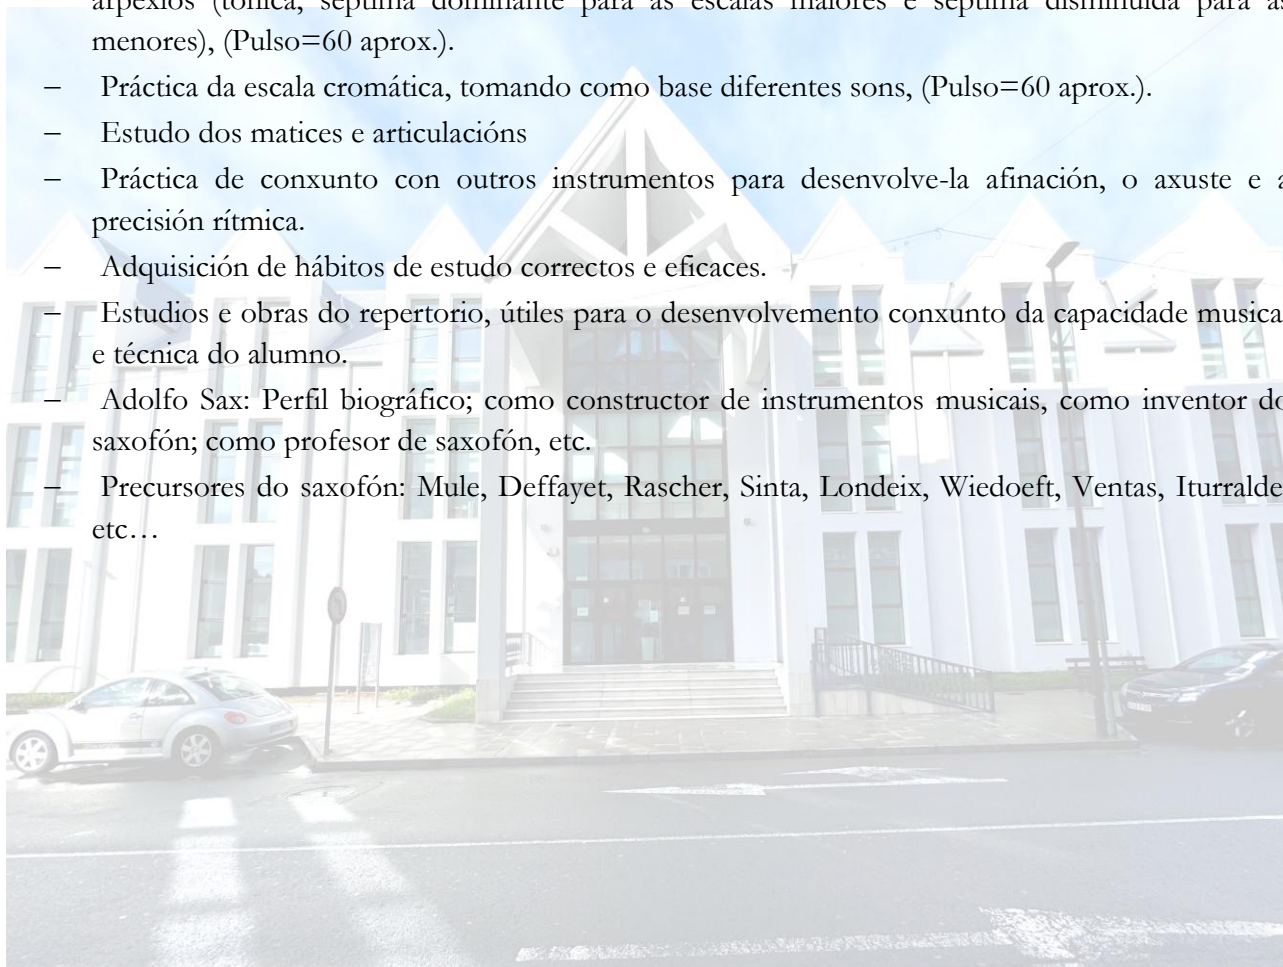 arpexios (tónica, séptima dominante para as escalas maiores e séptima disminuída para as
menores), (Pulso=60 aprox.).
– Práctica da escala cromática, tomando como base diferentes sons, (Pulso=60 aprox.).
– Estudo dos matices e articulacións
– Práctica de conxunto con outros instrumentos para desenvolve-la afinación, o axuste e a
precisión rítmica.
– Adquisición de hábitos de estudo correctos e eficaces.
– Estudios e obras do repertorio, útiles para o desenvolvemento conxunto da capacidade musica
e técnica do alumno.
– Adolfo Sax: Perfil biográfico; como constructor de instrumentos musicais, como inventor do
saxofón; como profesor de saxofón, etc.
– Precursores do saxofón: Mule, Deffayet, Rascher, Sinta, Londeix, Wiedoeft, Ventas, Iturralde
etc…